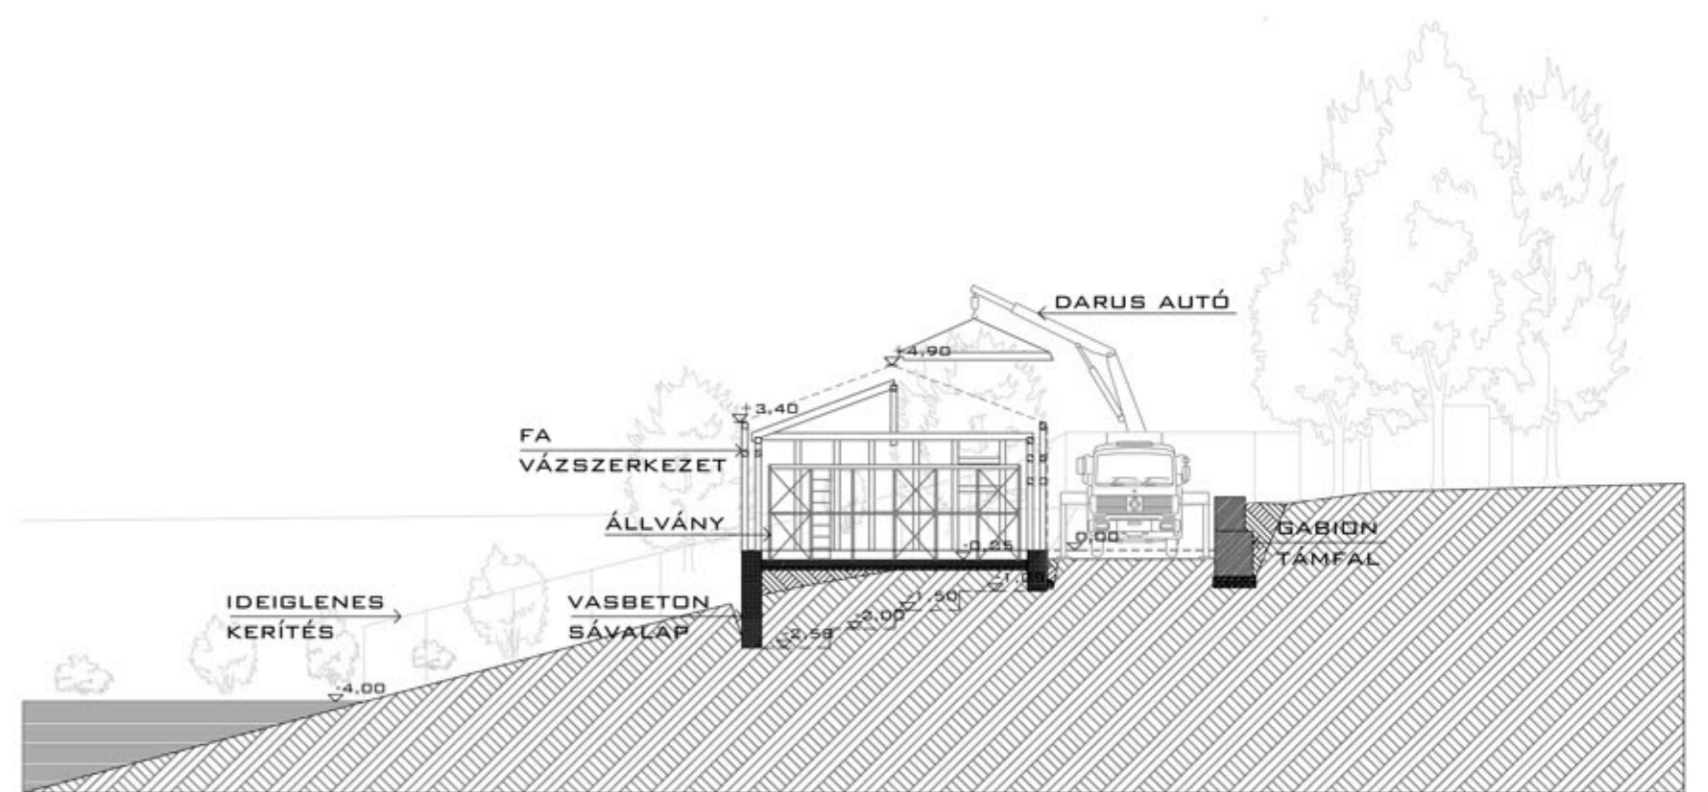 DARUS AUTÓ
+4,90
+3,40
FA
VÁZSZERKEZET
ÁLLVÁNY
-0,25
0,00
GABION
TÁMFAL
IDEIGLENES
KERÍTÉS
VASBETON
SÁVALAP
-1,50
-2,00
-2,58
-4,00